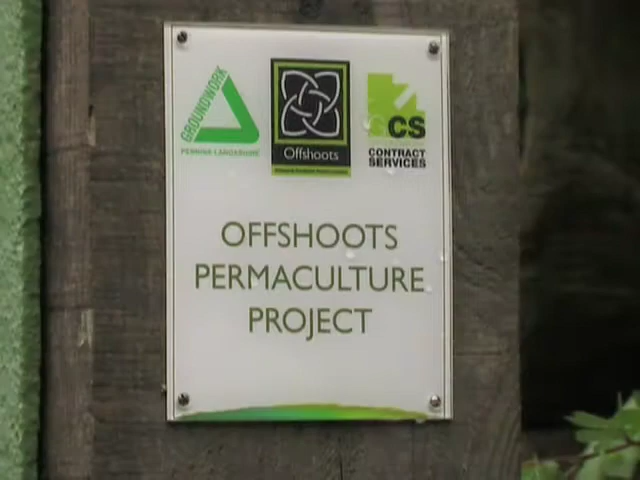 GROUNDWORK
PENNINE LANCASHIRE
Offshoots
CS
CONTRACT
SERVICES
OFFSHOOTS
PERMACULTURE
PROJECT